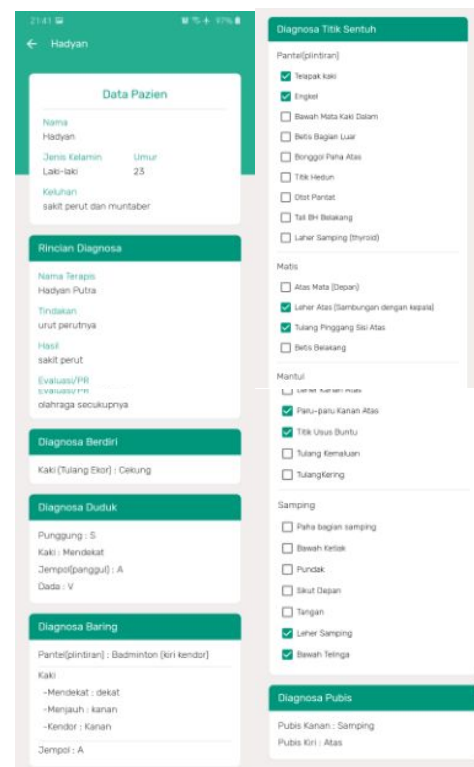 21:41
97%
Hadyan
Data Pazien
Nama
Hadyan
Jenis Kelamin Umur
Laki-laki 23
Keluhan
sakit perut dan muntaber
Rincian Diagnosa
Nama Terapis
Hadyan Putra
Tindakan
urut perutnya
Hasil
sakit perut
Evaluasi/PR
Evaluasi/PR
olahraga secukupnya
Diagnosa Berdiri
Kaki (Tulang Ekor) : Cekung
Diagnosa Duduk
Punggung : S
Kaki : Mendekat
Jempol(panggul) : A
Dada : V
Diagnosa Baring
Pantel(plintiran) : Badminton (kiri kendor)
Kaki
-Mendekat : dekat
-Menjauh : kanan
-Kendor : Kanan
Jempol : A
Diagnosa Titik Sentuh
Pantel(plintiran)
Telapak kaki
Engkel
Bawah Mata Kaki Dalam
Betis Bagian Luar
Bonggol Paha Atas
Titik Hedun
Otot Pantat
Tali BH Belakang
Laher Samping (thyroid)
Matis
Atas Mata (Depan)
Leher Atas (Sambungan dengan kepala)
Tulang Pinggang Sisi Atas
Betis Belakang
Mantul
Leher Kanan Atas
Paru-paru Kanan Atas
Titik Usus Buntu
Tulang Kemaluan
TulangKering
Samping
Paha bagian samping
Bawah Ketiak
Pundak
Sikut Depan
Tangan
Leher Samping
Bawah Telinga
Diagnosa Pubis
Pubis Kanan : Samping
Pubis Kiri : Atas